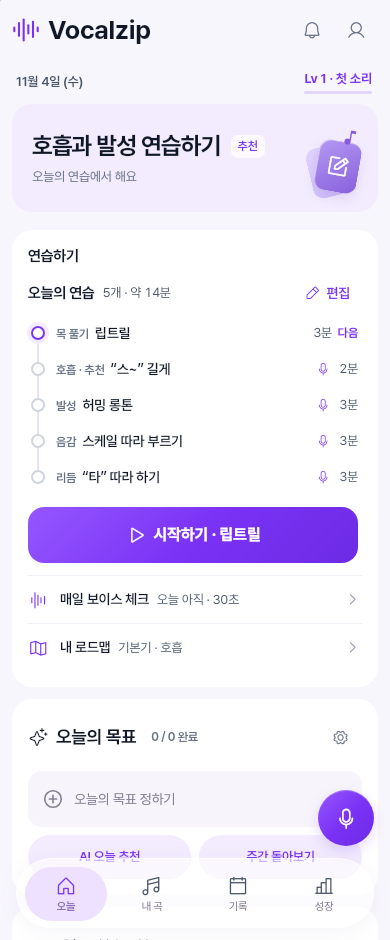 Vocalzip
11월 4일 (수)
Lv 1 · 첫 소리
호흡과 발성 연습하기 추천
오늘의 연습에서 해요
연습하기
오늘의 연습 5개 · 약 14분 편집
목 풀기 립트릴 3분 다음
호흡 · 추천 “스~” 길게 2분
발성 허밍 롱톤 3분
음감 스케일 따라 부르기 3분
리듬 “타” 따라 하기 3분
시작하기 · 립트릴
매일 보이스 체크 오늘 아직 · 30초
내 로드맵 기본기 · 호흡
오늘의 목표 0 / 0 완료
오늘의 목표 정하기
AI 오늘 추천 주간 돌아보기
오늘 내 곡 기록 성장